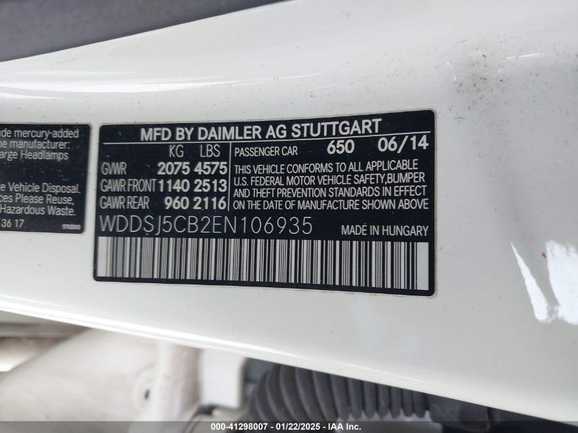 de mercury-added
arge Headlamps
e Vehicle Disposal.
ces Please Reuse,
Hazardous Waste.
36 17
MFD BY DAIMLER AG STUTTGART
KG LBS
GVWR 2075 4575
GAWR FRONT 1140 2513
GAWR REAR 960 2116
PASSENGER CAR 650 06/14
THIS VEHICLE CONFORMS TO ALL APPLICABLE
U.S. FEDERAL MOTOR VEHICLE SAFETY,BUMPER
AND THEFT PREVENTION STANDARDS IN EFFECT
ON THE DATE OF MANUFACTURE SHOWN ABOVE
WDDSJ5CB2EN106935
MADE IN HUNGARY
000-41298007 - 01/22/2025 - IAA Holdings, LLC.